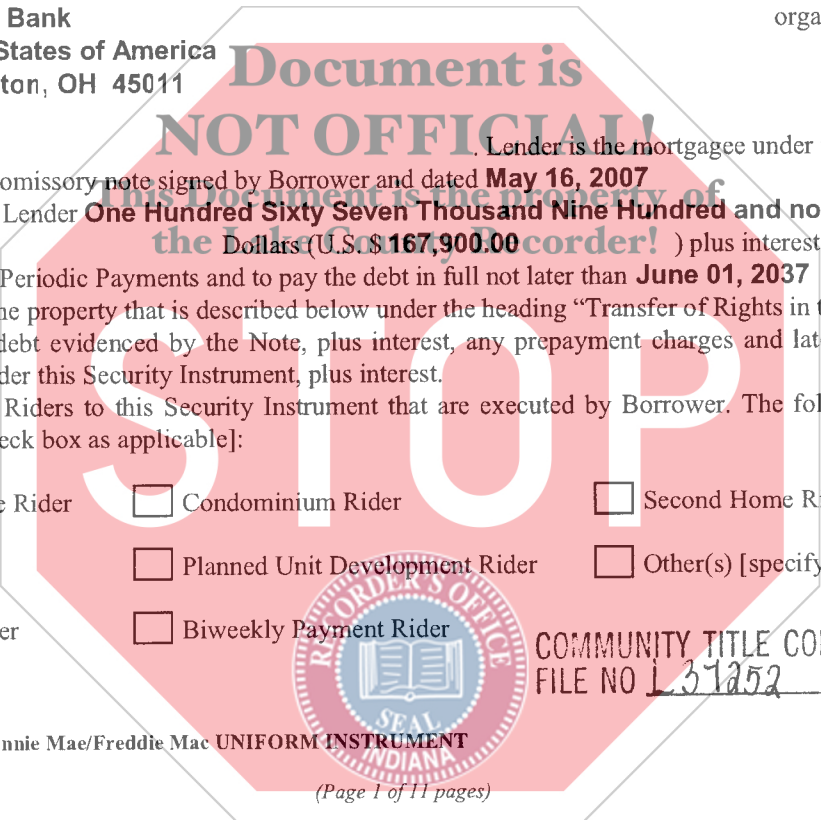 Bank
orga
States of America
ton, OH 45011
Document is
NOT OFFICIAL!
. Lender is the mortgagee under
omissory note signed by Borrower and dated May 16, 2007
This Document is the property of
Lender One Hundred Sixty Seven Thousand Nine Hundred and no
the Lake County Recorder!
Dollars (U.S. $ 167,900.00 ) plus interest
Periodic Payments and to pay the debt in full not later than June 01, 2037
he property that is described below under the heading “Transfer of Rights in t
debt evidenced by the Note, plus interest, any prepayment charges and lat
der this Security Instrument, plus interest.
Riders to this Security Instrument that are executed by Borrower. The fol
eck box as applicable]:
STOP
e Rider
Condominium Rider
Second Home Ri
Planned Unit Development Rider
Other(s) [specify
er
Biweekly Payment Rider
RECORDER'S OFFICE
SEAL
INDIANA
COMMUNITY TITLE CO
FILE NO L37252
nnie Mae/Freddie Mac UNIFORM INSTRUMENT
(Page 1 of 11 pages)